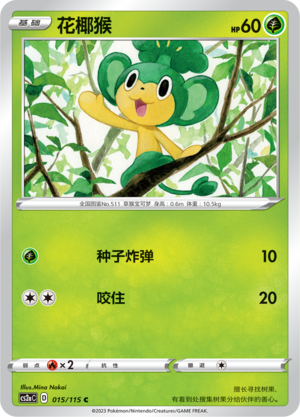 基础 花椰猴 HP60
全国图鉴No.511 草猴宝可梦 身高：0.6m 体重：10.5kg
种子炸弹 10
咬住 20
弱点 ×2 抵抗力 撤退
Illus.Mina Nakai
CS3aC D 015/115 C
擅长寻找树果，
有着到处搜集树果分给伙伴的善心。
©2023 Pokémon/Nintendo/Creatures/GAME FREAK.